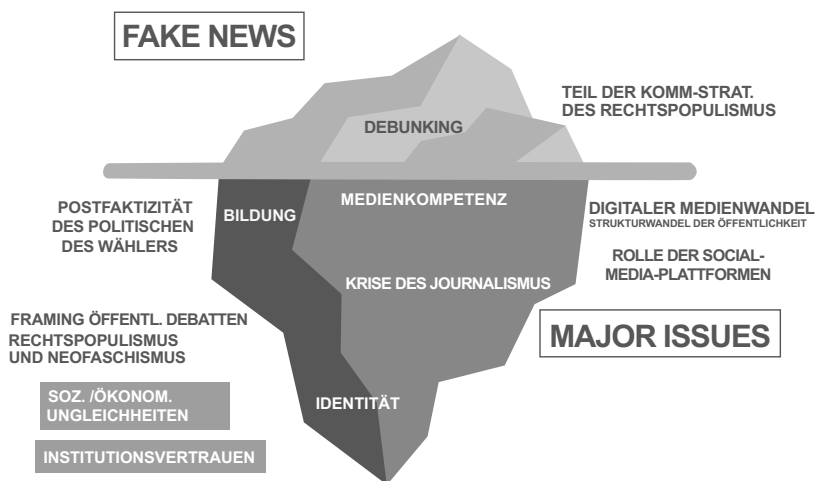 FAKE NEWS
TEIL DER KOMM-STRAT.
DES RECHTSPOPULISMUS
DEBUNKING
POSTFAKTIZITÄT
DES POLITISCHEN
DES WÄHLERS
BILDUNG
MEDIENKOMPETENZ
DIGITALER MEDIENWANDEL
STRUKTURWANDEL DER ÖFFENTLICHKEIT
ROLLE DER SOCIAL-
MEDIA-PLATTFORMEN
KRISE DES JOURNALISMUS
FRAMING ÖFFENTL. DEBATTEN
RECHTSPOPULISMUS
UND NEOFASCHISMUS
MAJOR ISSUES
SOZ. /ÖKONOM.
UNGLEICHHEITEN
IDENTITÄT
INSTITUTIONSVERTRAUEN